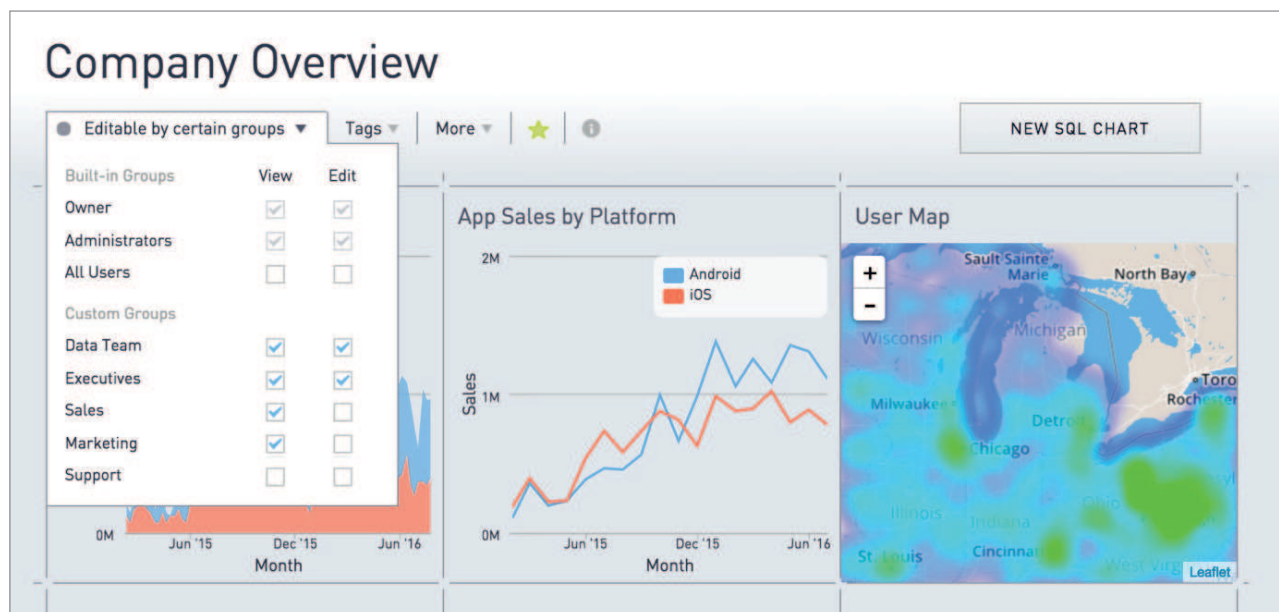 Company Overview
Editable by certain groups Tags More
NEW SQL CHART
Built-in Groups View Edit
Owner
Administrators
All Users
Custom Groups
Data Team
Executives
Sales
Marketing
Support
0M
Jun '15 Dec '15 Jun '16
Month
App Sales by Platform
2M
Android
iOS
1M
Sales
0M
Jun '15 Dec '15 Jun '16
Month
User Map
+
−
Sault Sainte
Marie
North Bay
Wisconsin
Michigan
Toro
Rochester
Milwaukee
Detroit
Chicago
Ohio
Illinois
Indiana
St. Louis
Cincinnat
West Virg
Leaflet